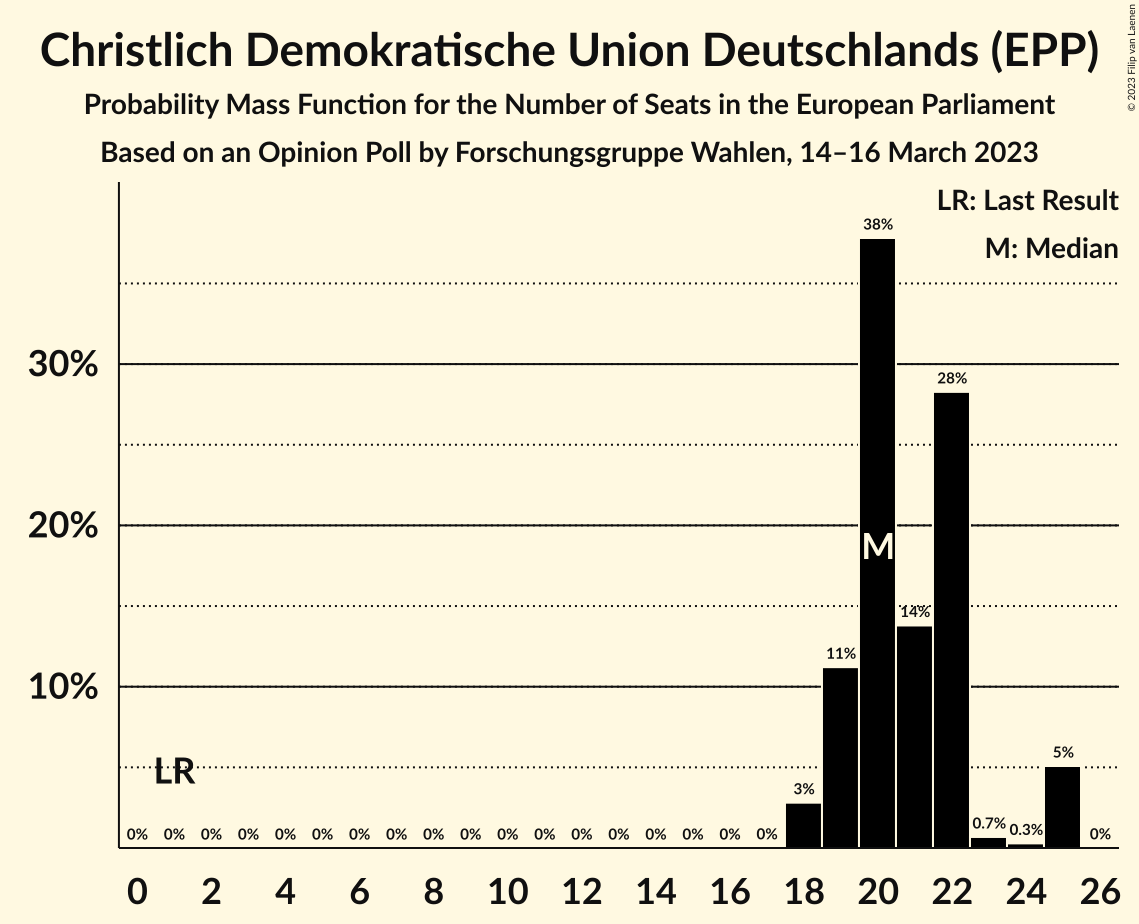 Christlich Demokratische Union Deutschlands (EPP)
Probability Mass Function for the Number of Seats in the European Parliament
Based on an Opinion Poll by Forschungsgruppe Wahlen, 14–16 March 2023
© 2023 Filip van Laenen
LR: Last Result
M: Median
38%
30%
28%
20%
M
14%
11%
10%
LR
5%
3%
0% 0% 0% 0% 0% 0% 0% 0% 0% 0% 0% 0% 0% 0% 0% 0% 0% 0% 0.7% 0.3% 0%
0 2 4 6 8 10 12 14 16 18 20 22 24 26